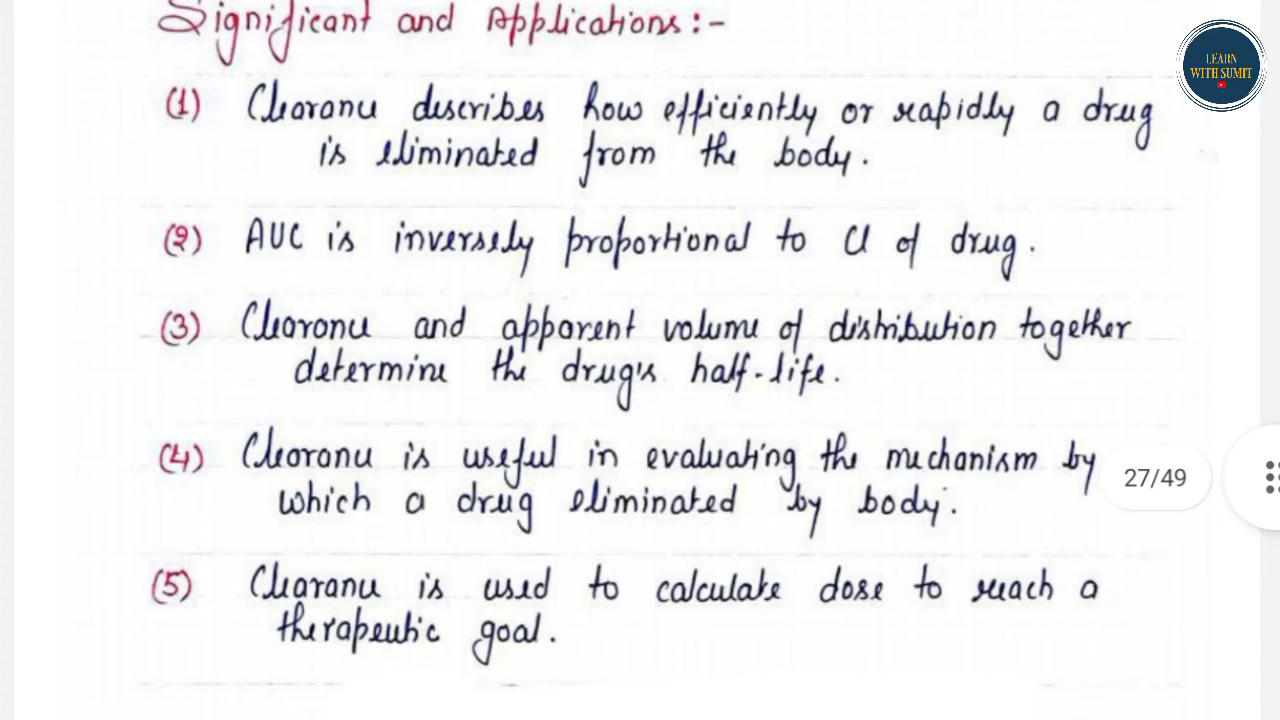 Significant and Applications:-
(1) Clearance describes how efficiently or rapidly a drug
is eliminated from the body.
(2) AUC is inversely proportional to Cl of drug.
(3) Clearance and apparent volume of distribution together
determine the drug's half-life.
(4) Clearance is useful in evaluating the mechanism by
which a drug eliminated by body.
(5) Clearance is used to calculate dose to reach a
therapeutic goal.
LEARN
WITH SUMIT
27/49